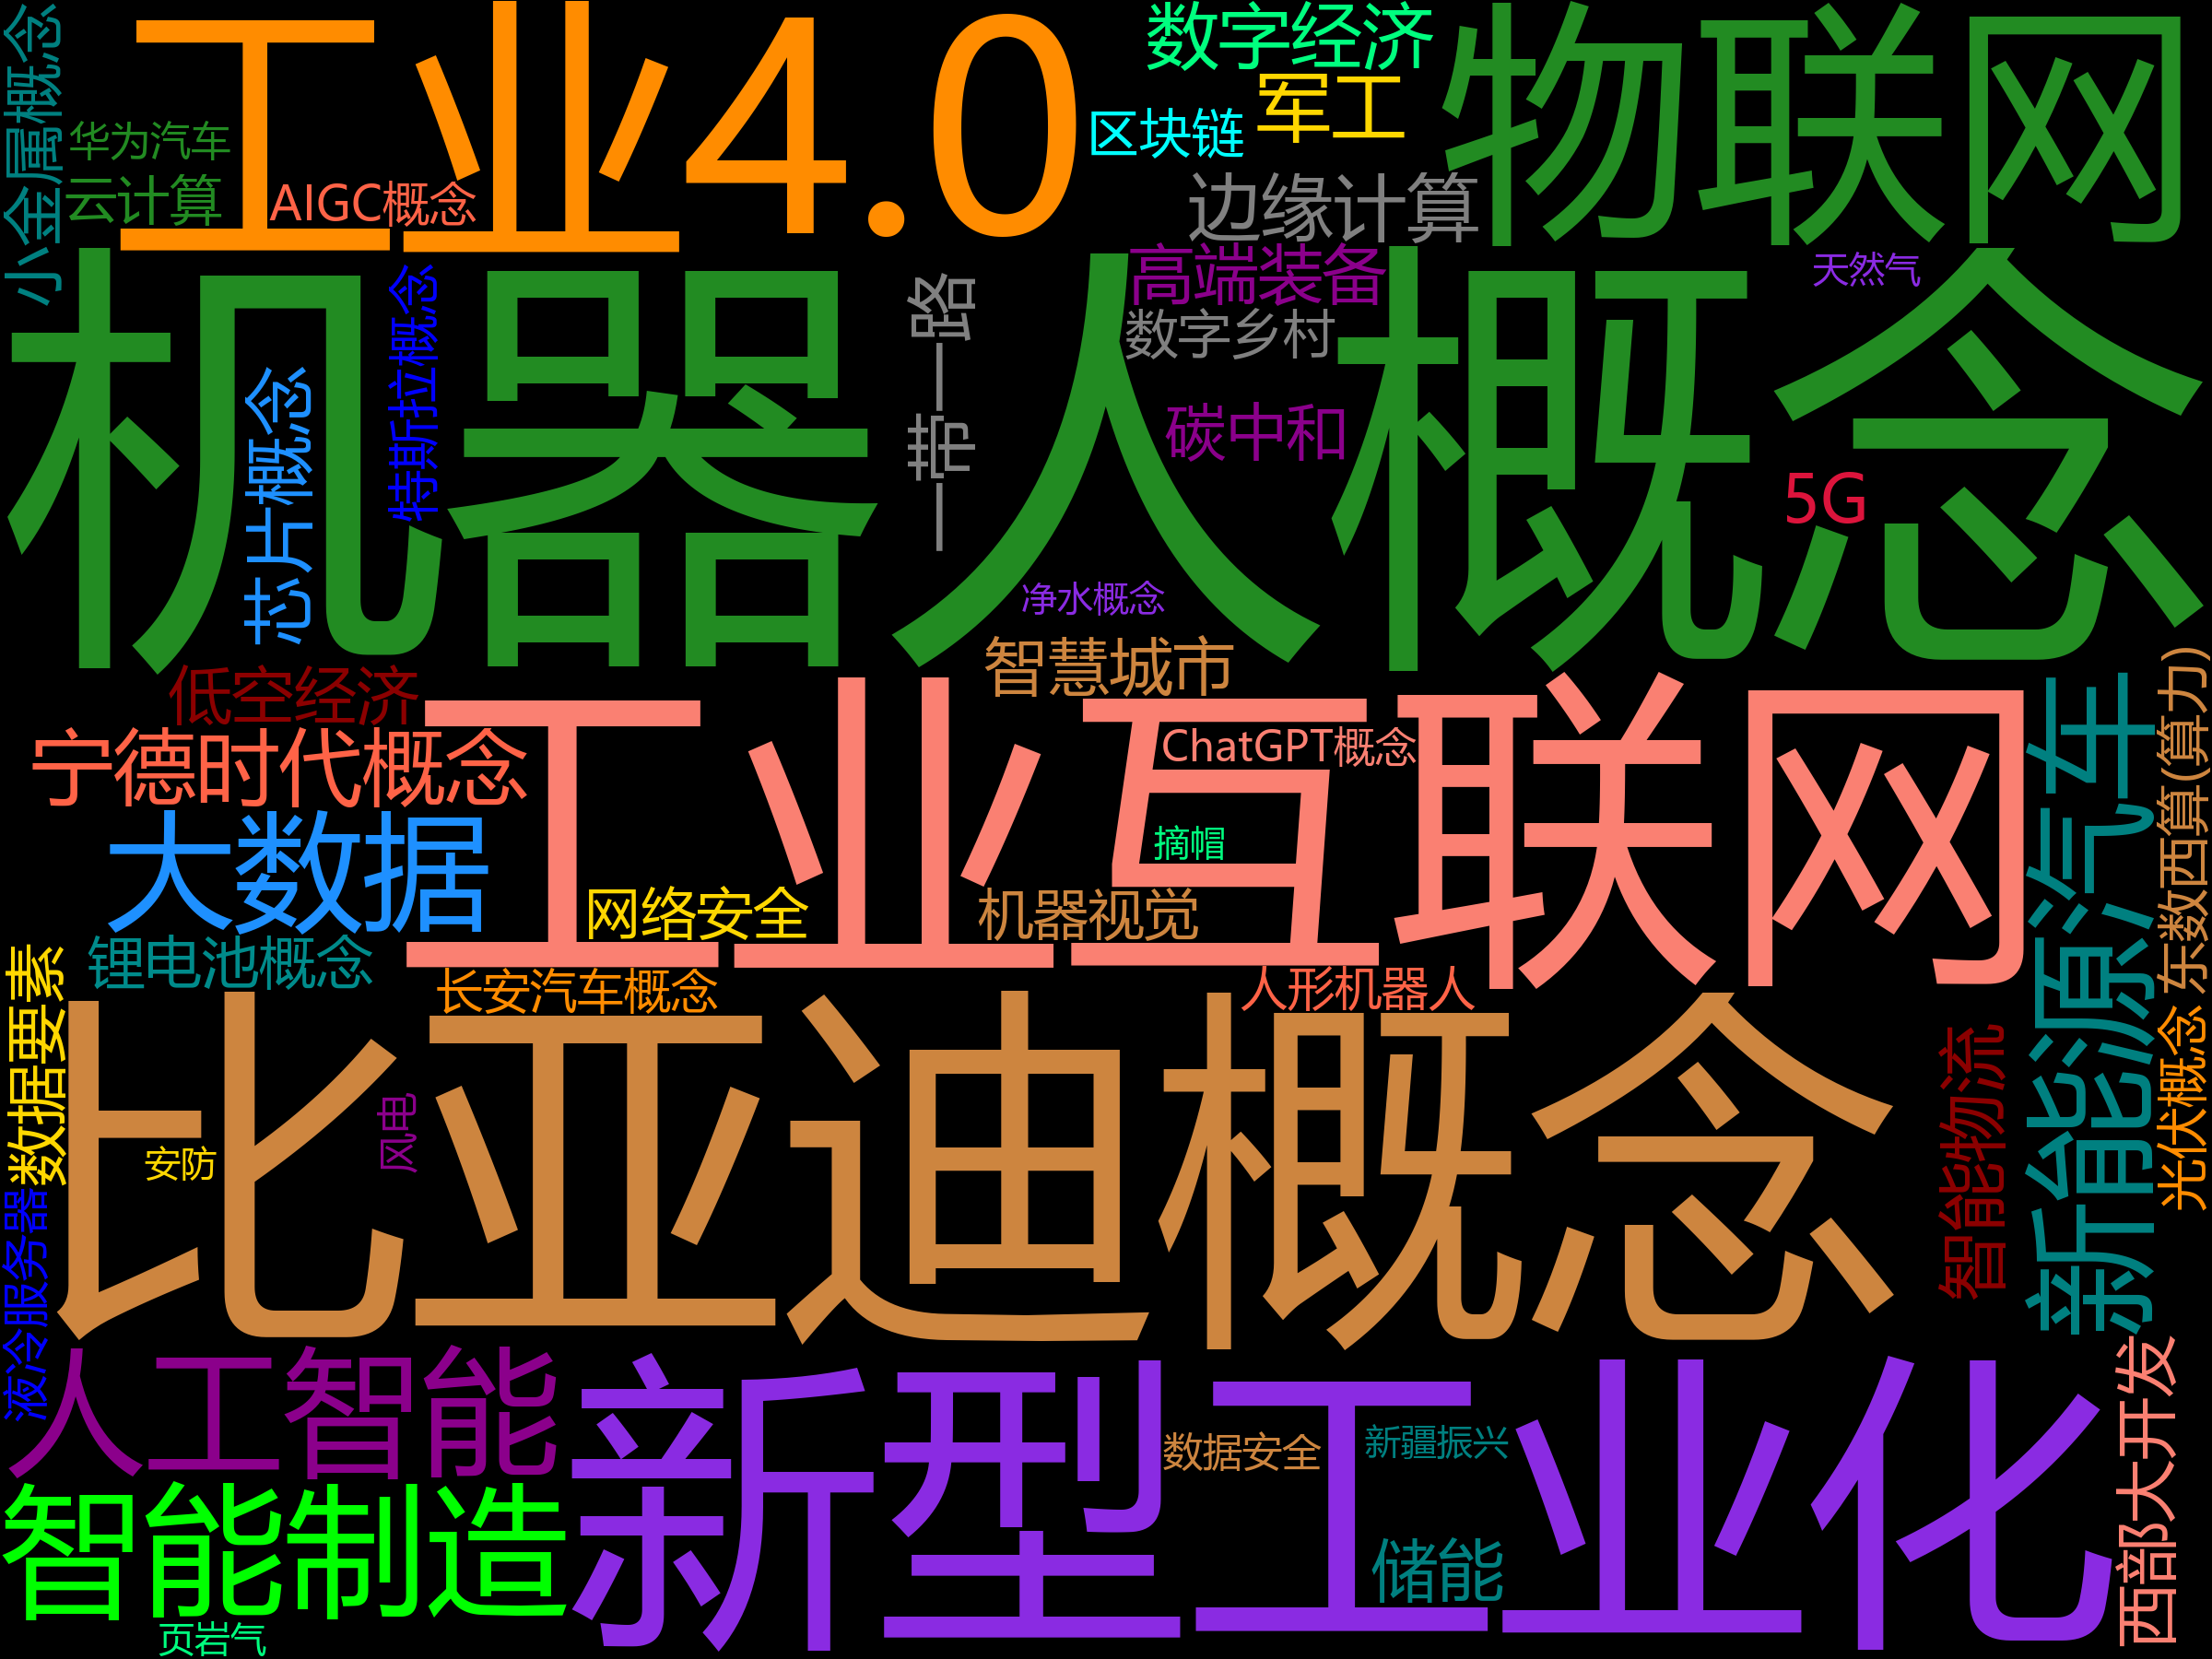 小金属概念
工业4.0
数字经济
军工
区块链
物联网
华为汽车
云计算
AIGC概念
边缘计算
机器人概念
特斯拉概念
芯片概念
一带一路
高端装备
数字乡村
碳中和
天然气
5G
净水概念
智慧城市
低空经济
宁德时代概念
大数据
工业互联网
ChatGPT概念
摘帽
网络安全
机器视觉
锂电池概念
长安汽车概念
人形机器人
新能源汽车
东数西算(算力)
光伏概念
数据要素
比亚迪概念
安防
风电
智能物流
液冷服务器
人工智能
智能制造
页岩气
新型工业化
数据安全
新疆振兴
储能
西部大开发